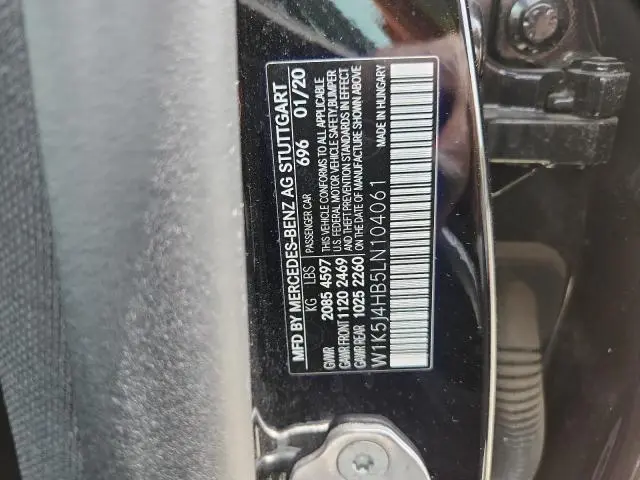 MFD BY MERCEDES-BENZ AG STUTTGART
696 01/20
PASSENGER CAR
KG LBS
GVWR 2085 4597
GAWR FRONT 1120 2469
GAWR REAR 1025 2260
THIS VEHICLE CONFORMS TO ALL APPLICABLE
U.S. FEDERAL MOTOR VEHICLE SAFETY, BUMPER
AND THEFT PREVENTION STANDARDS IN EFFECT
ON THE DATE OF MANUFACTURE SHOWN ABOVE
MADE IN HUNGARY
W1K5J4HB5LN104061